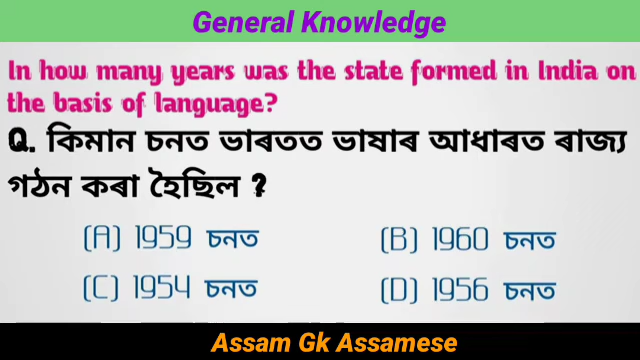 General Knowledge
In how many years was the state formed in India on
the basis of language?
Q. কিমান চনত ভাৰতত ভাষাৰ আধাৰত ৰাজ্য
গঠন কৰা হৈছিল ?
(A) 1959 চনত (B) 1960 চনত
(C) 1954 চনত (D) 1956 চনত
Assam Gk Assamese